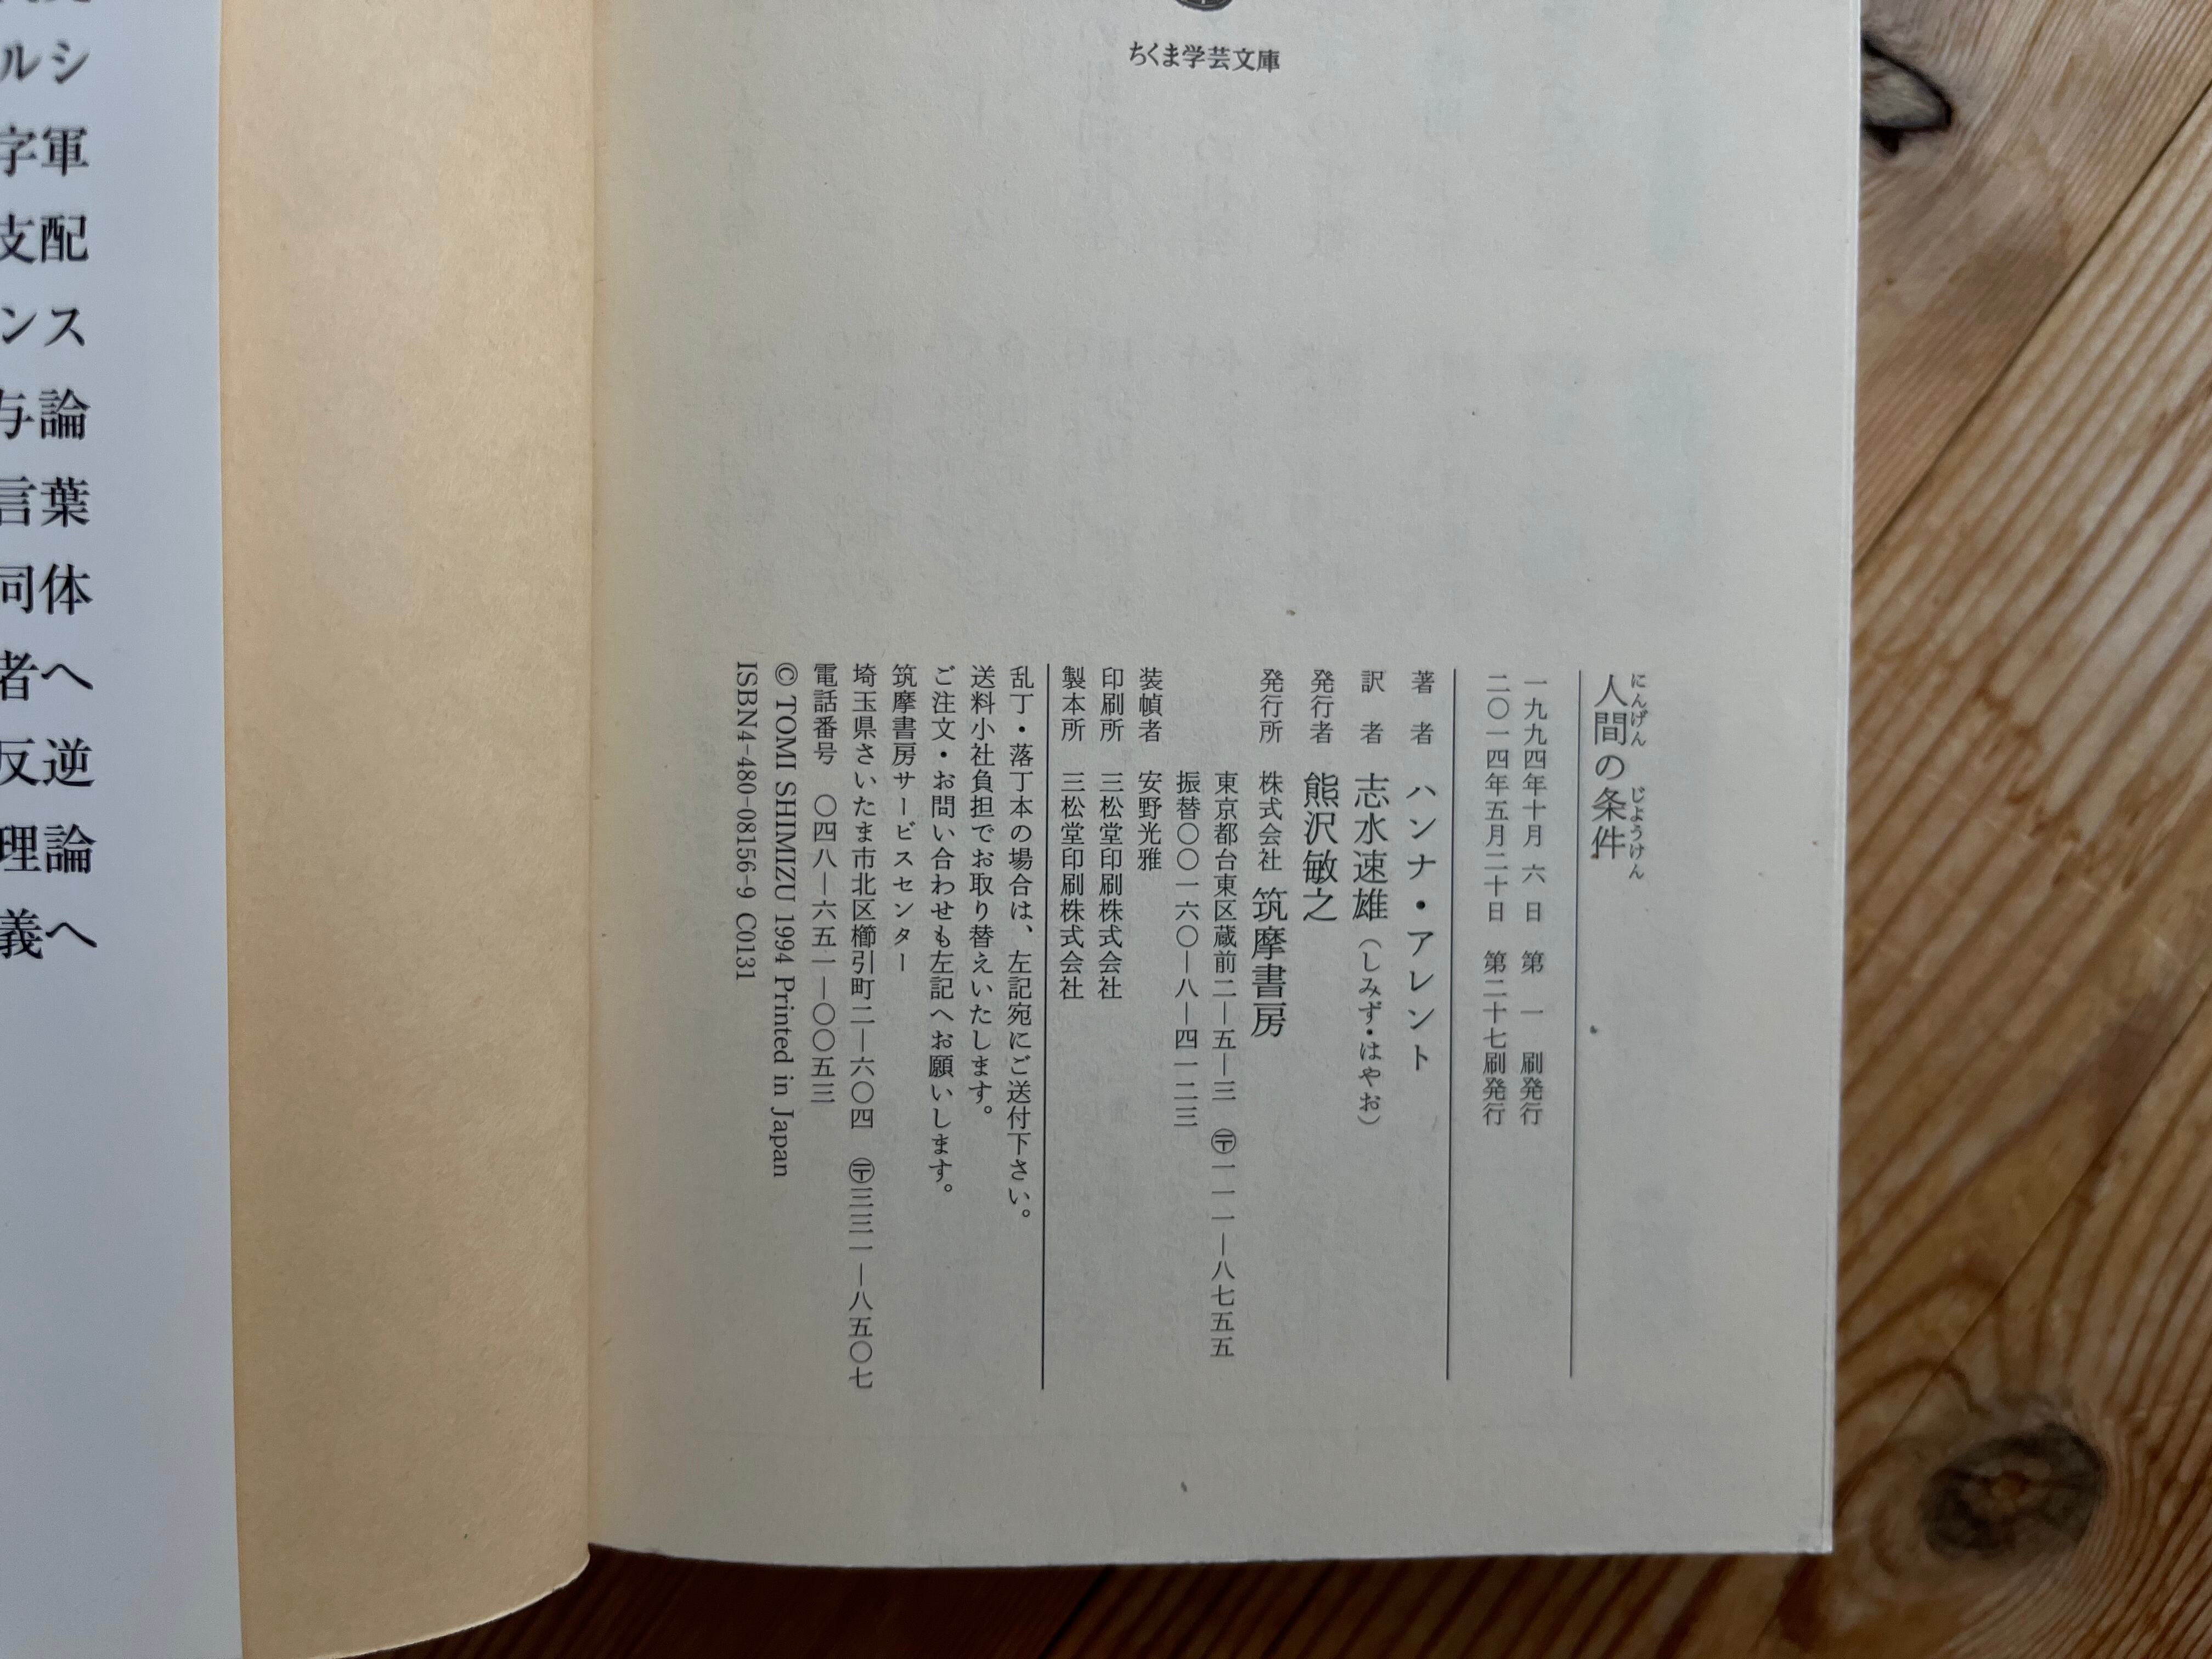 ちくま学芸文庫
人間の条件
にんげん じょうけん
一九九四年十月 六 日 第 一 刷発行
二〇一四年五月二十日 第二十七刷発行
著 者 ハンナ・アレント
訳 者 志水速雄（しみず・はやお）
発行者 熊沢敏之
発行所 株式会社 筑摩書房
東京都台東区蔵前二―五―三 〒一一一―八七五五
振替〇〇一六〇―八―四一二三
装幀者 安野光雅
印刷所 三松堂印刷株式会社
製本所 三松堂印刷株式会社
乱丁・落丁本の場合は、左記宛にご送付下さい。
送料小社負担でお取り替えいたします。
ご注文・お問い合わせも左記へお願いします。
筑摩書房サービスセンター
埼玉県さいたま市北区櫛引町二―六〇四 〒三三一―八五〇七
電話番号 〇四八―六五一―〇〇五三
© TOMI SHIMIZU 1994 Printed in Japan
ISBN4-480-08156-9 C0131
ルシ
字軍
支配
ンス
与論
言葉
同体
者へ
反逆
理論
義へ